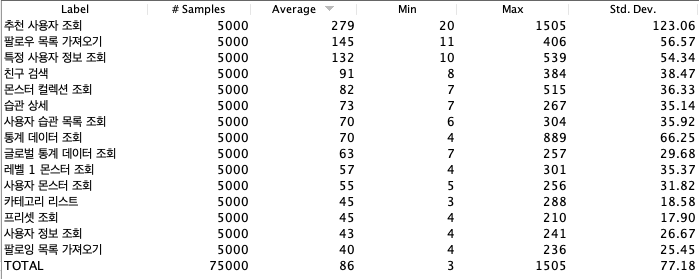 Label # Samples Average Min Max Std. Dev.
추천 사용자 조회 5000 279 20 1505 123.06
팔로우 목록 가져오기 5000 145 11 406 56.57
특정 사용자 정보 조회 5000 132 10 539 54.34
친구 검색 5000 91 8 384 38.47
몬스터 컬렉션 조회 5000 82 7 515 36.33
습관 상세 5000 73 7 267 35.14
사용자 습관 목록 조회 5000 70 6 304 35.92
통계 데이터 조회 5000 70 4 889 66.25
글로벌 통계 데이터 조회 5000 63 7 257 29.68
레벨 1 몬스터 조회 5000 57 4 301 35.37
사용자 몬스터 조회 5000 55 5 256 31.82
카테고리 리스트 5000 45 3 288 18.58
프리셋 조회 5000 45 4 210 17.90
사용자 정보 조회 5000 43 4 241 26.67
팔로잉 목록 가져오기 5000 40 4 236 25.45
TOTAL 75000 86 3 1505 77.18